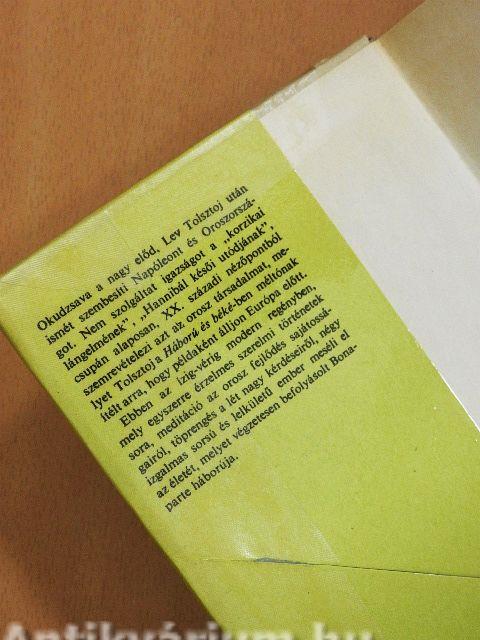 Okudzsava a nagy előd, Lev Tolsztoj után
ismét szembesíti Napóleont és Oroszorszá-
got. Nem szolgáltat igazságot a „korzikai
lángelmének", „Hannibál késői utódjának",
csupán alaposan, XX. századi nézőpontból
szemrevételezi azt az orosz társadalmat, me-
lyet Tolsztoj a Háború és béké-ben méltónak
ítélt arra, hogy példaként álljon Európa előtt.
Ebben az ízig-vérig modern regényben,
mely egyszerre érzelmes szerelmi történetek
sora, meditáció az orosz fejlődés sajátossá-
gairól, töprengés a lét nagy kérdéseiről, négy
izgalmas sorsú és lelkületű ember meséli el
az életét, melyet végzetesen befolyásolt Bona-
parte háborúja.
Antikvárium.hu